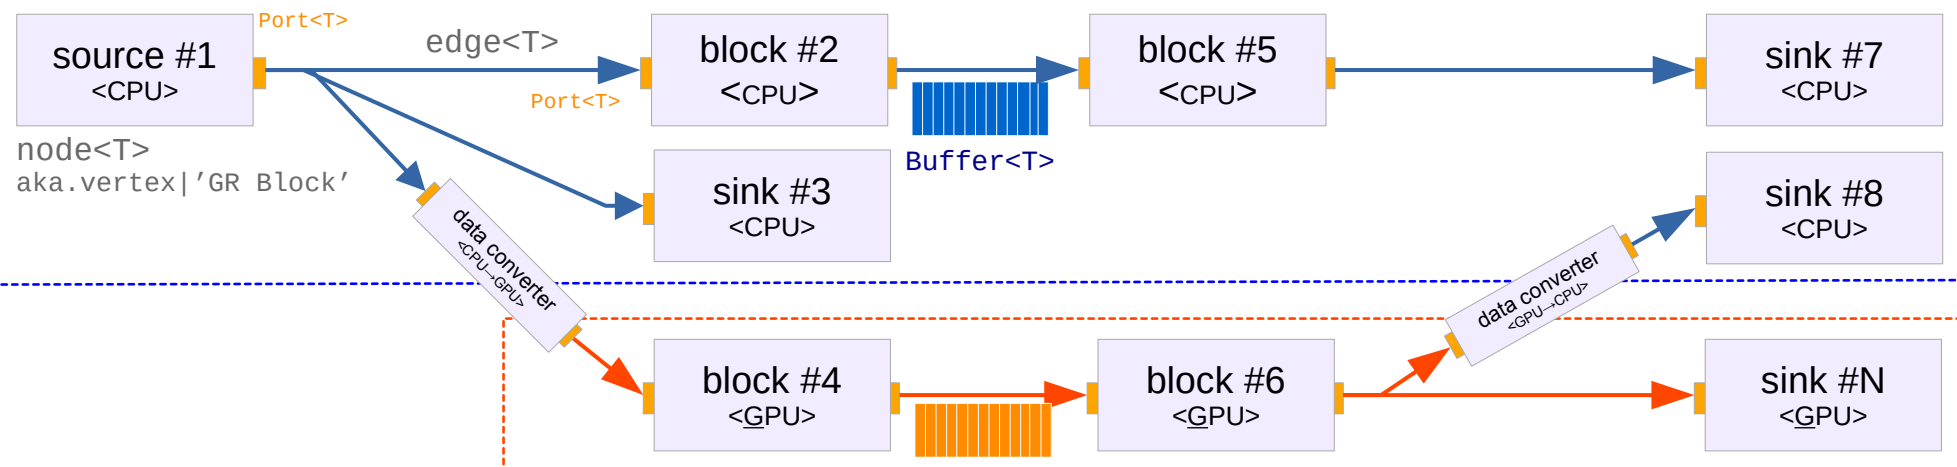 source #1
<CPU>
Port<T>
edge<T>
Port<T>
node<T>
aka.vertex|’GR Block’
block #2
<CPU>
Buffer<T>
block #5
<CPU>
sink #7
<CPU>
sink #3
<CPU>
sink #8
<CPU>
data converter
<CPU→GPU>
data converter
<GPU→CPU>
block #4
<GPU>
block #6
<GPU>
sink #N
<GPU>